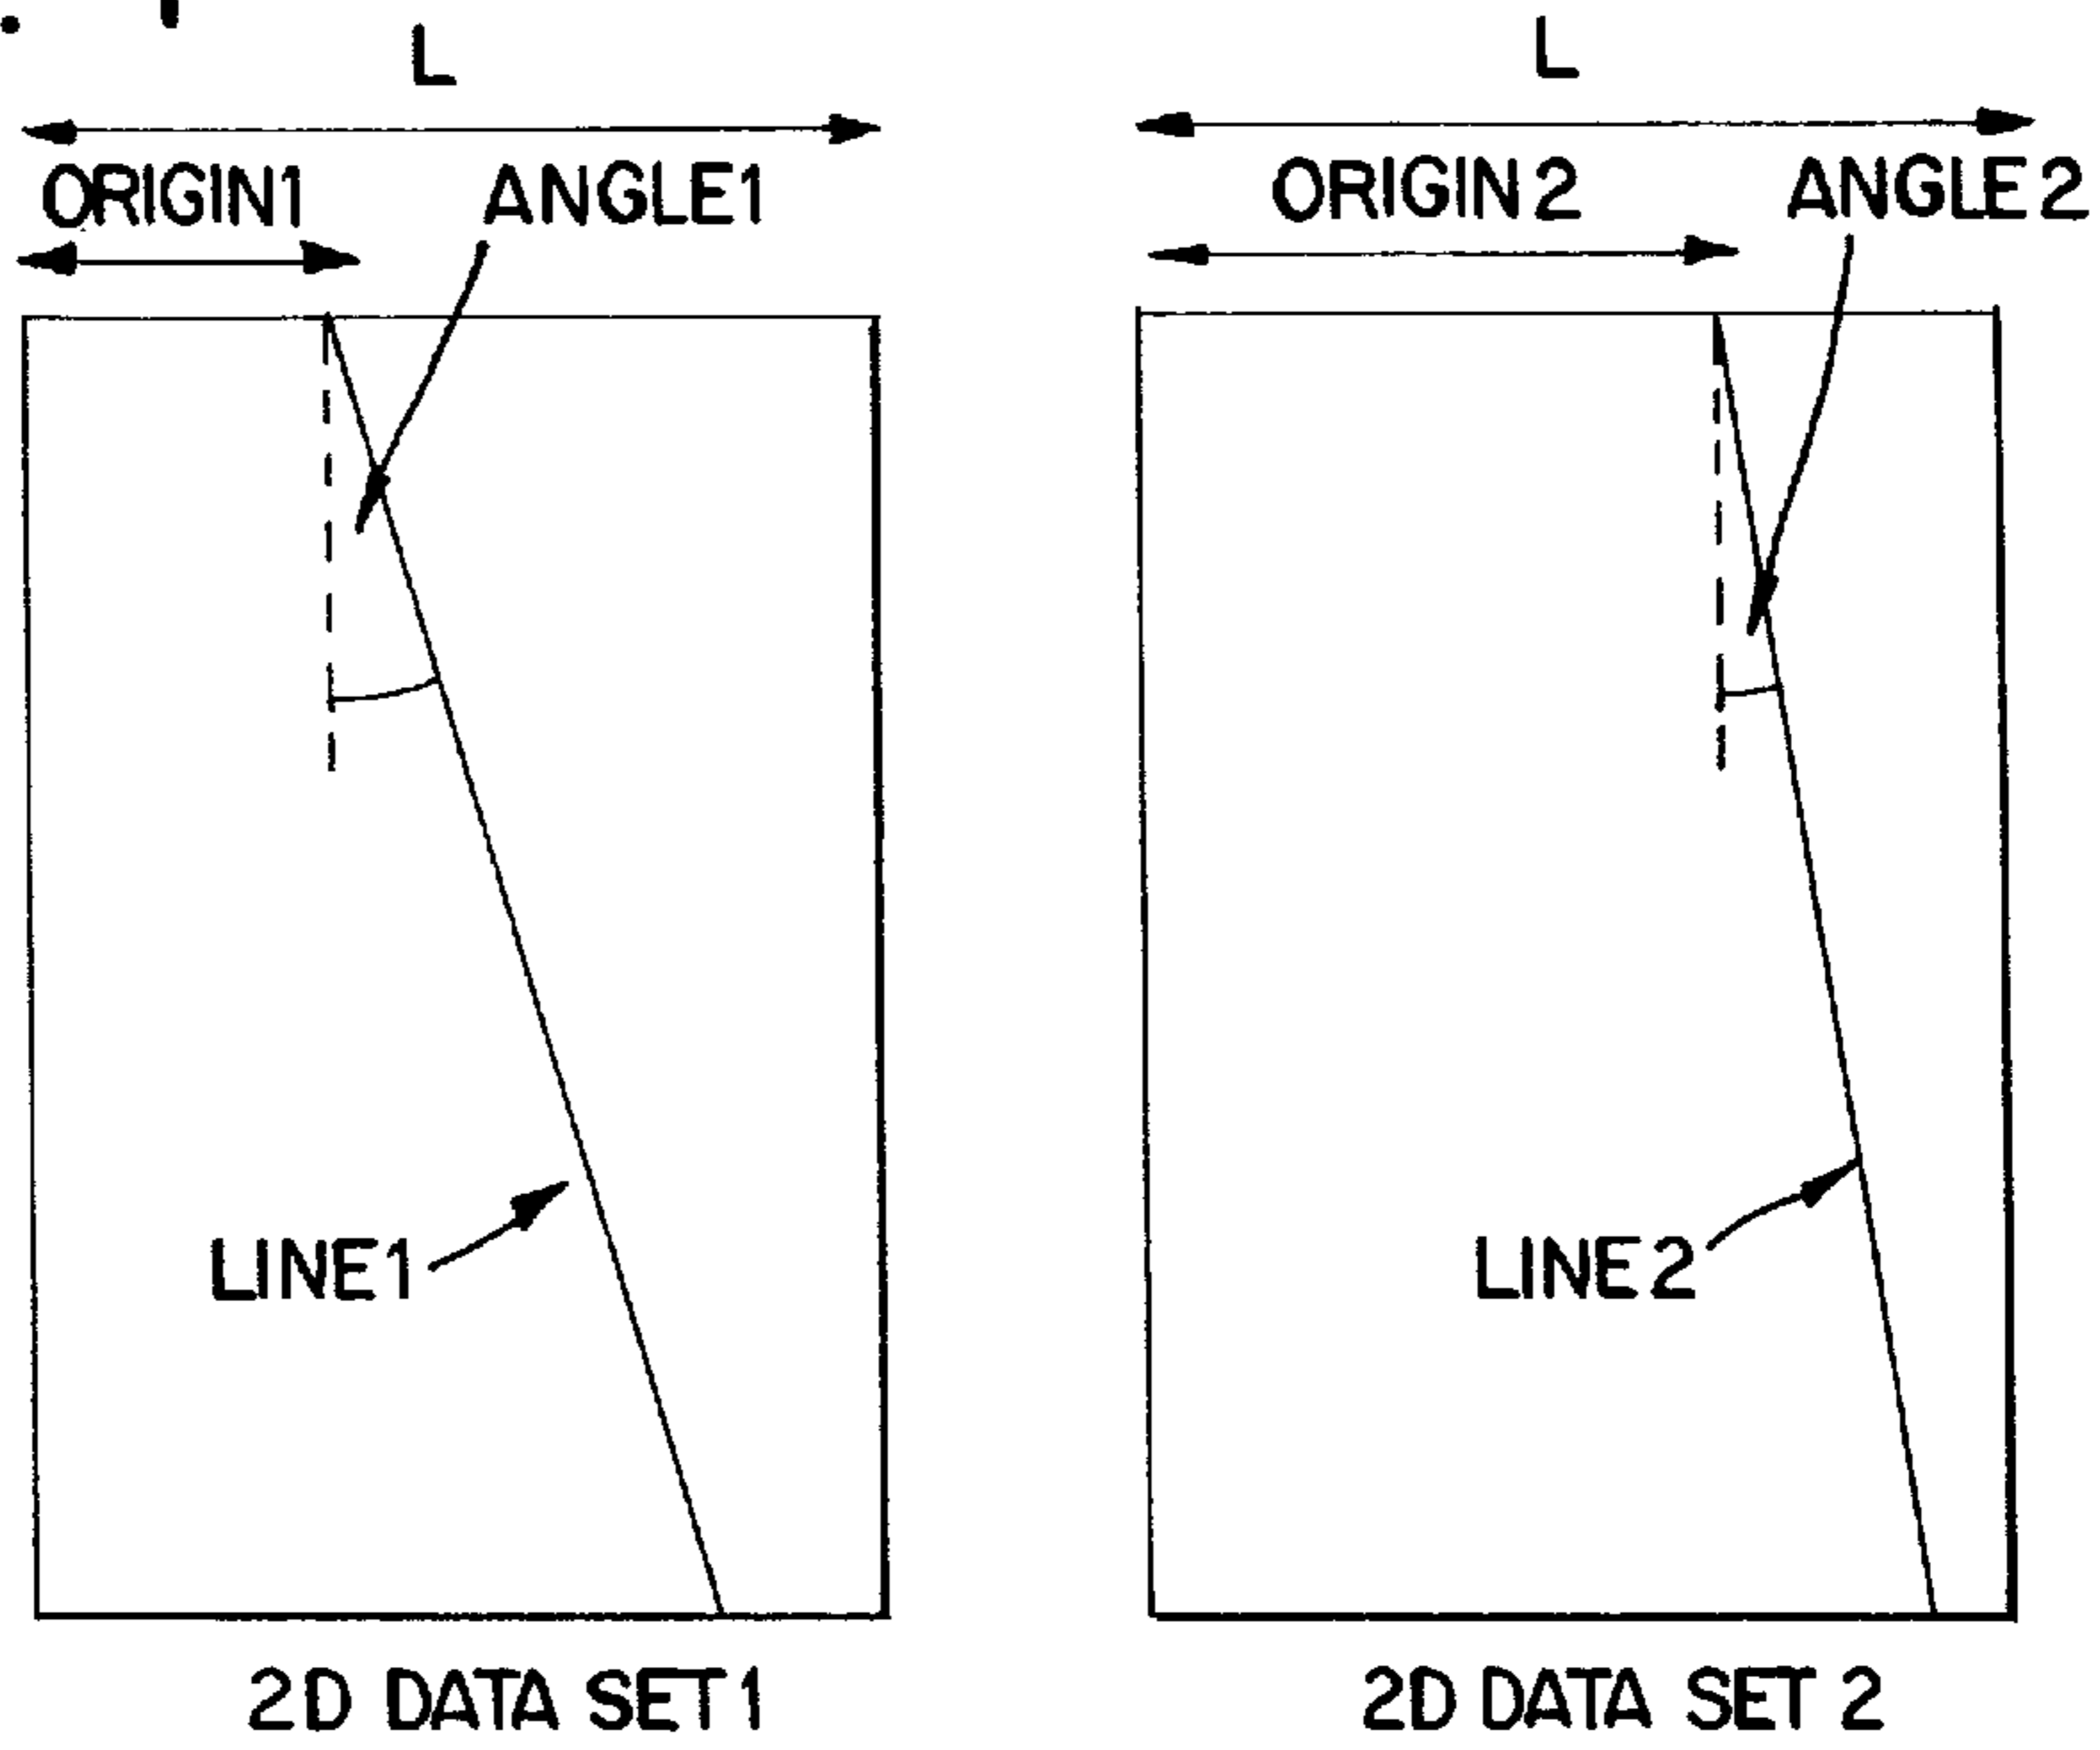 L
ORIGIN1 ANGLE1
LINE1
2D DATA SET 1
L
ORIGIN 2 ANGLE 2
LINE 2
2D DATA SET 2